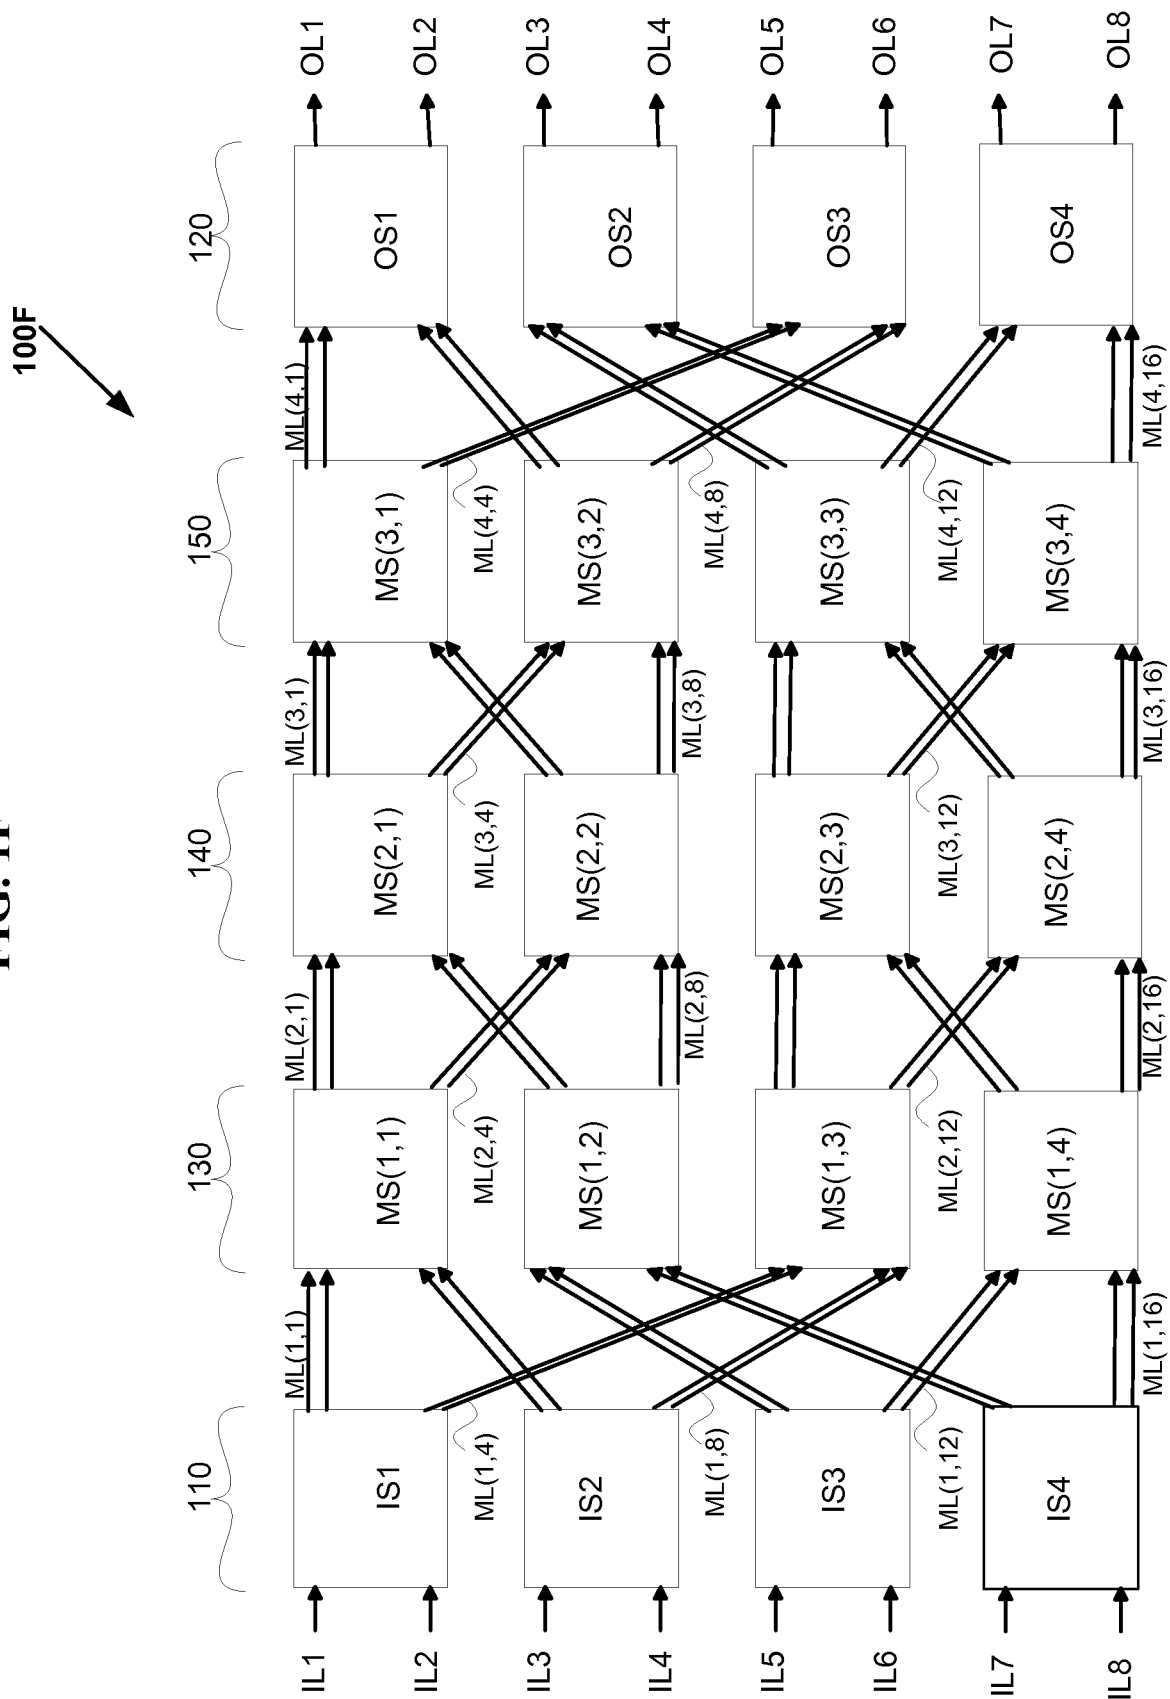 FIG. 1F
100F
110
130
140
150
120
IL1
ML(1,1)
ML(2,1)
ML(3,1)
ML(4,1)
OL1
IS1
MS(1,1)
MS(2,1)
MS(3,1)
OS1
IL2
OL2
ML(1,4)
ML(2,4)
ML(3,4)
ML(4,4)
IL3
OL3
IS2
MS(1,2)
MS(2,2)
MS(3,2)
OS2
IL4
OL4
ML(1,8)
ML(2,8)
ML(3,8)
ML(4,8)
IL5
OL5
IS3
MS(1,3)
MS(2,3)
MS(3,3)
OS3
IL6
OL6
ML(1,12)
ML(2,12)
ML(3,12)
ML(4,12)
IL7
OL7
IS4
MS(1,4)
MS(2,4)
MS(3,4)
OS4
IL8
ML(1,16)
ML(2,16)
ML(3,16)
ML(4,16)
OL8